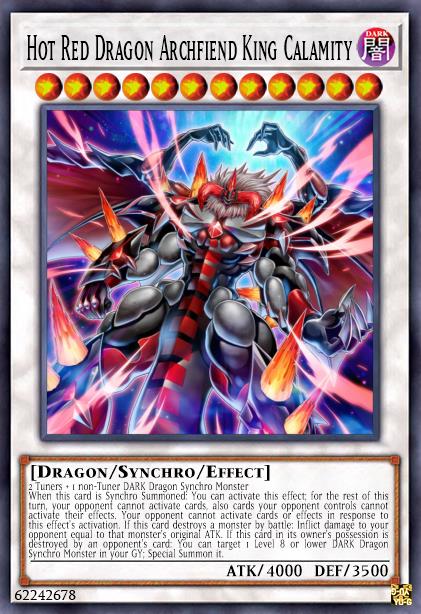 HOT RED DRAGON ARCHFIEND KING CALAMITY
DARK
闇
[DRAGON/SYNCHRO/EFFECT]
2 Tuners + 1 non-Tuner DARK Dragon Synchro Monster
When this card is Synchro Summoned: You can activate this effect; for the rest of this
turn, your opponent cannot activate cards, also cards your opponent controls cannot
activate their effects. Your opponent cannot activate cards or effects in response to
this effect's activation. If this card destroys a monster by battle: Inflict damage to your
opponent equal to that monster's original ATK. If this card in its owner's possession is
destroyed by an opponent's card: You can target 1 Level 8 or lower DARK Dragon
Synchro Monster in your GY; Special Summon it.
ATK/4000 DEF/3500
62242678